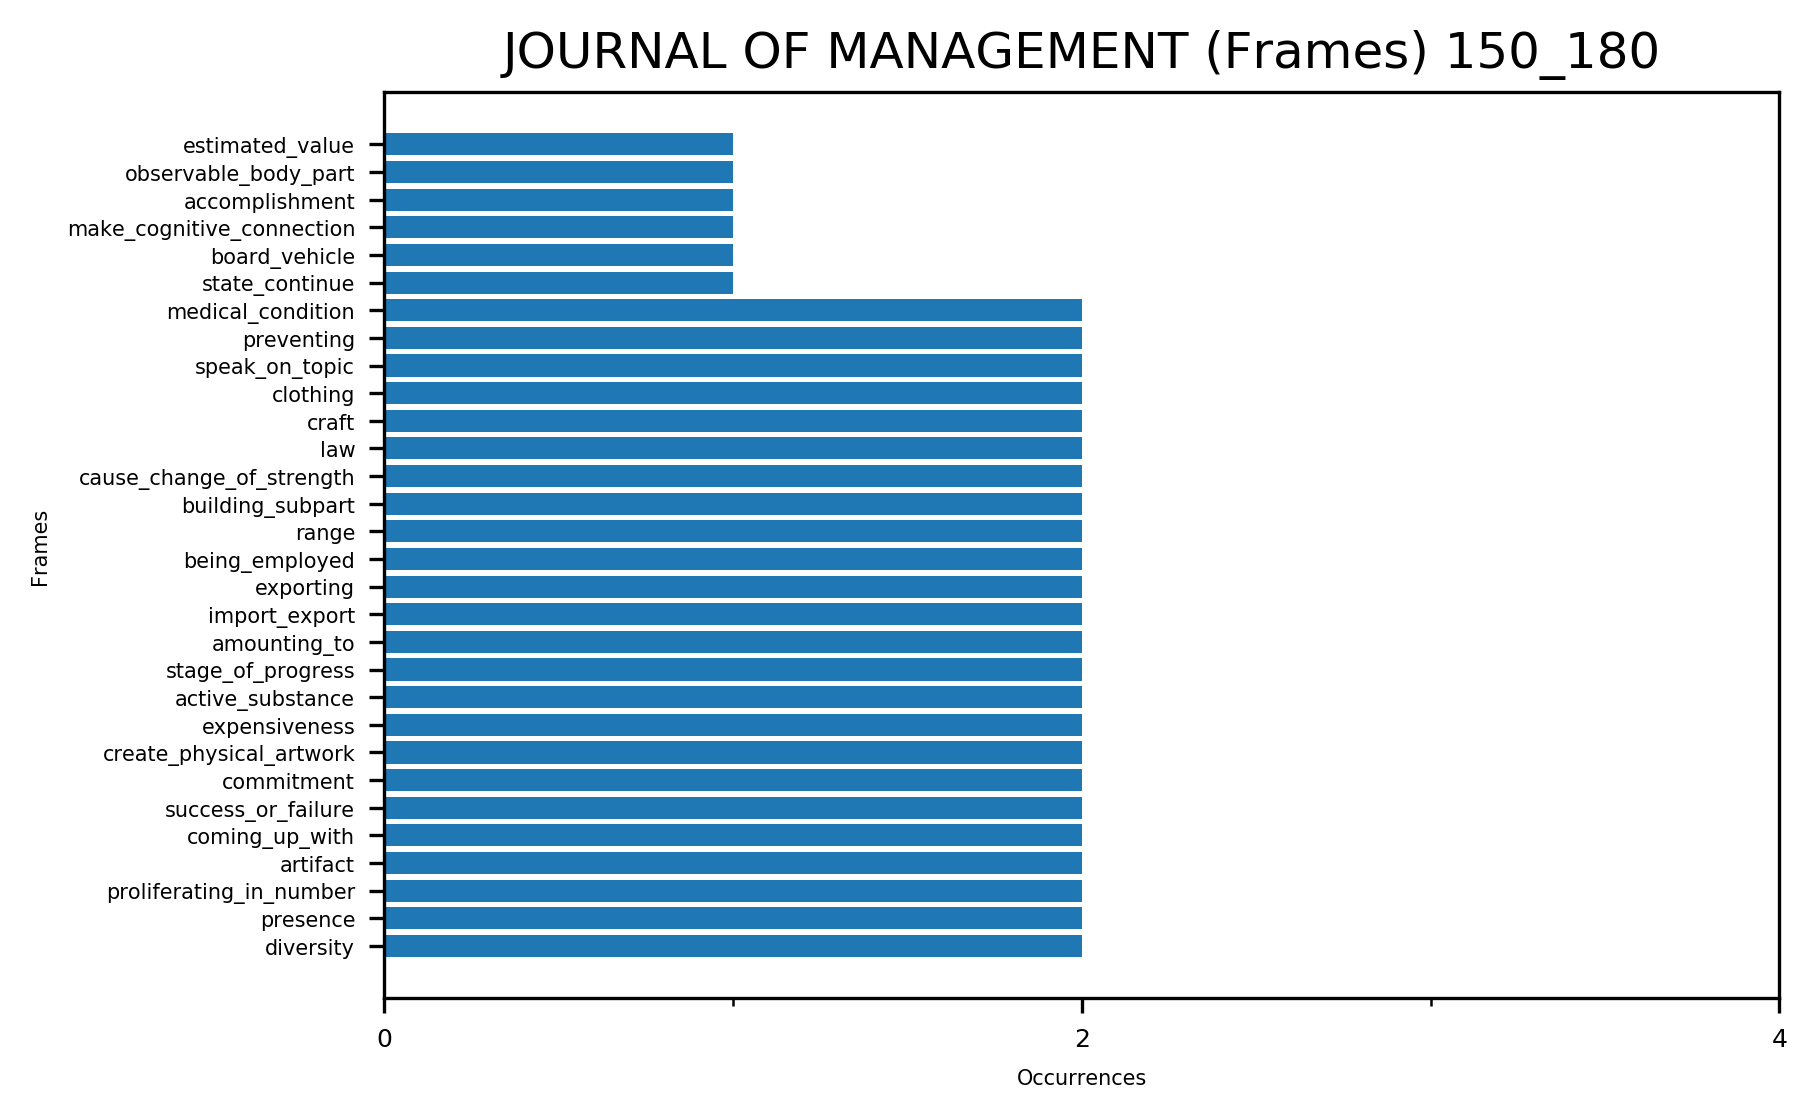 JOURNAL OF MANAGEMENT (Frames) 150_180
estimated_value
observable_body_part
accomplishment
make_cognitive_connection
board_vehicle
state_continue
medical_condition
preventing
speak_on_topic
clothing
craft
law
cause_change_of_strength
building_subpart
range
being_employed
exporting
import_export
amounting_to
stage_of_progress
active_substance
expensiveness
create_physical_artwork
commitment
success_or_failure
coming_up_with
artifact
proliferating_in_number
presence
diversity
Frames
0 2 4
Occurrences